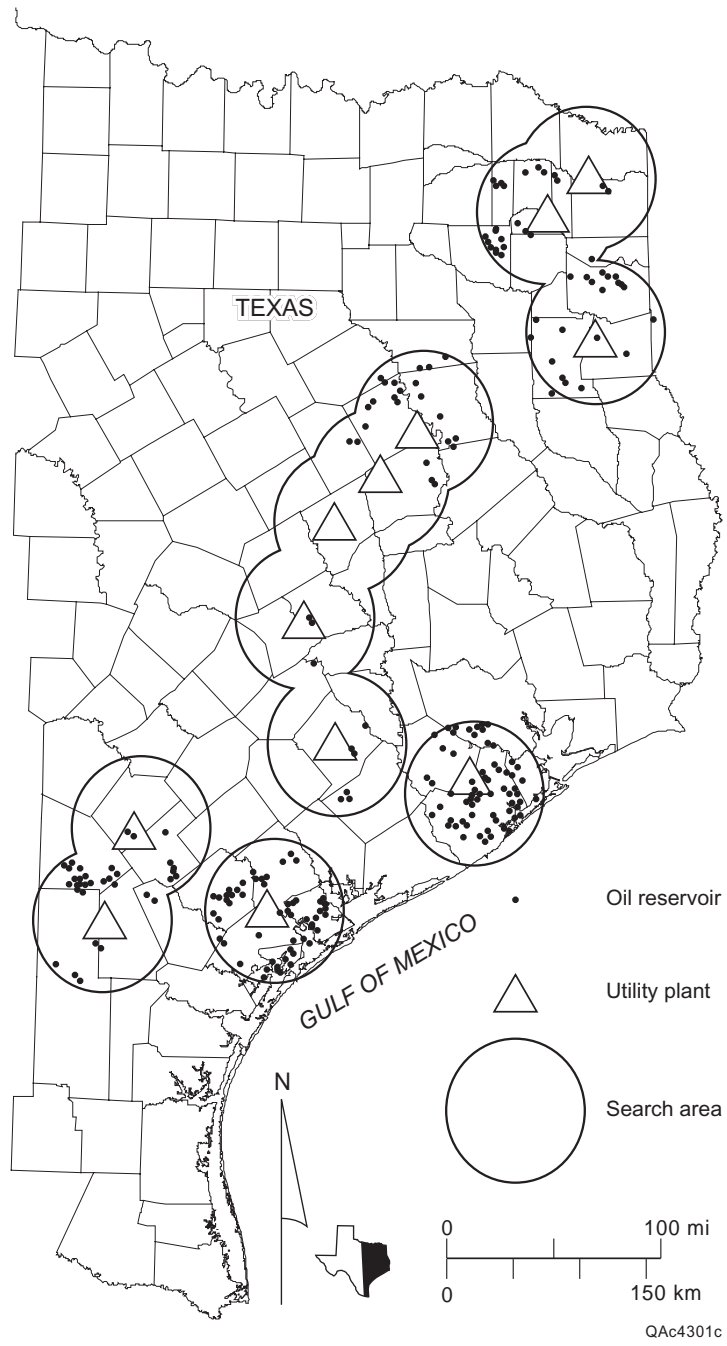 TEXAS
GULF OF MEXICO
Oil reservoir
Utility plant
Search area
N
0 100 mi
0 150 km
QAc4301c